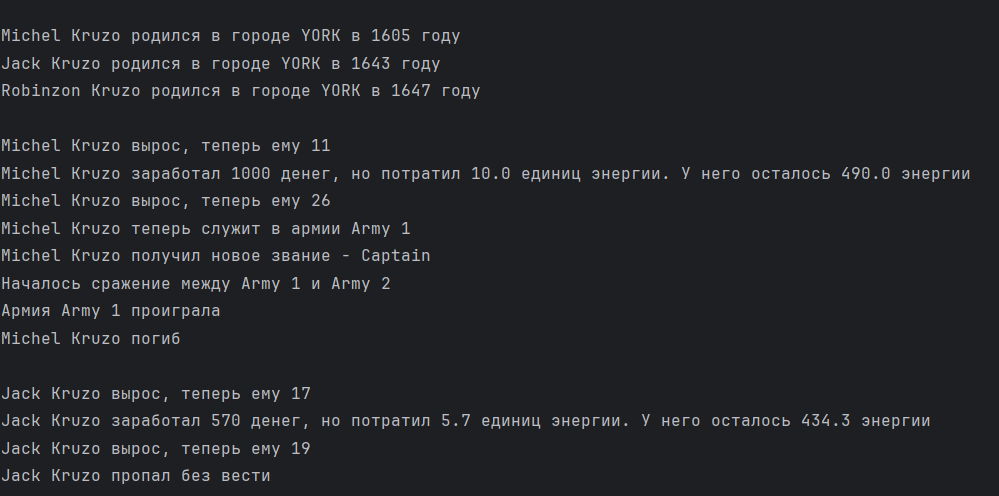 Michel Kruzo родился в городе YORK в 1605 году
Jack Kruzo родился в городе YORK в 1643 году
Robinzon Kruzo родился в городе YORK в 1647 году
Michel Kruzo вырос, теперь ему 11
Michel Kruzo заработал 1000 денег, но потратил 10.0 единиц энергии. У него осталось 490.0 энергии
Michel Kruzo вырос, теперь ему 26
Michel Kruzo теперь служит в армии Army 1
Michel Kruzo получил новое звание - Captain
Началось сражение между Army 1 и Army 2
Армия Army 1 проиграла
Michel Kruzo погиб
Jack Kruzo вырос, теперь ему 17
Jack Kruzo заработал 570 денег, но потратил 5.7 единиц энергии. У него осталось 434.3 энергии
Jack Kruzo вырос, теперь ему 19
Jack Kruzo пропал без вести